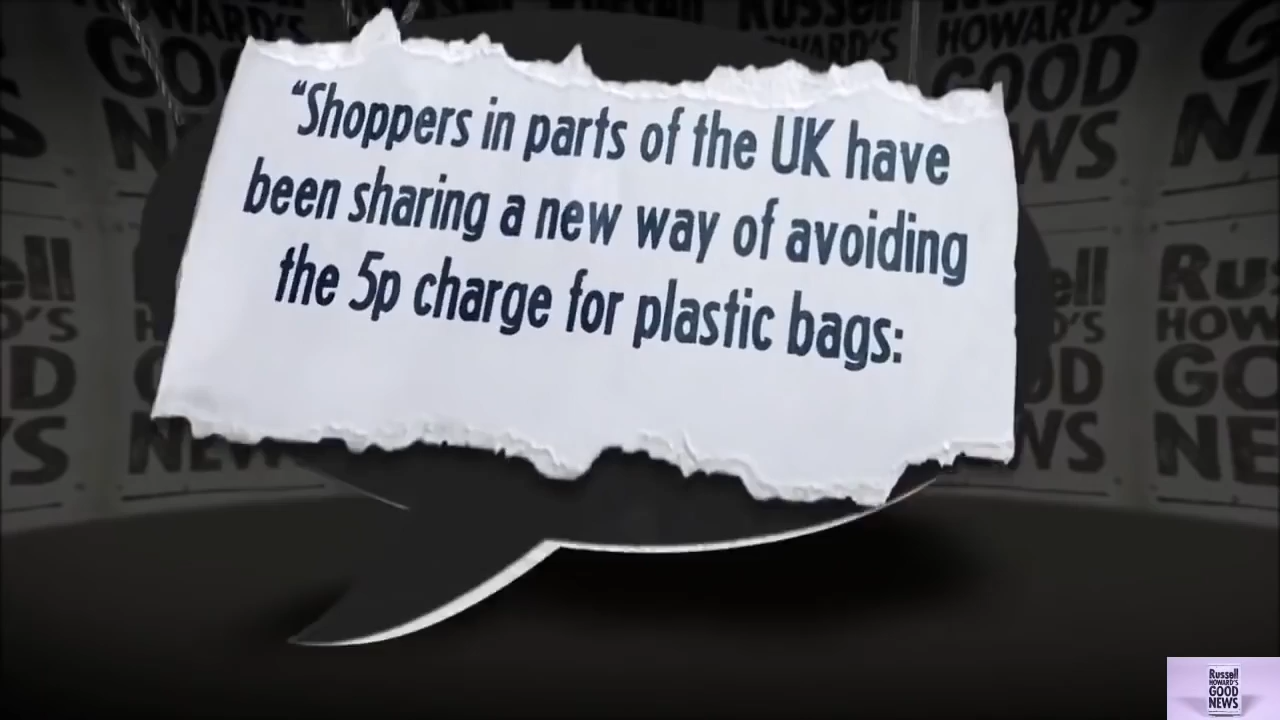 “Shoppers in parts of the UK have
been sharing a new way of avoiding
the 5p charge for plastic bags:
Russell
HOWARD'S
GOOD
NEWS